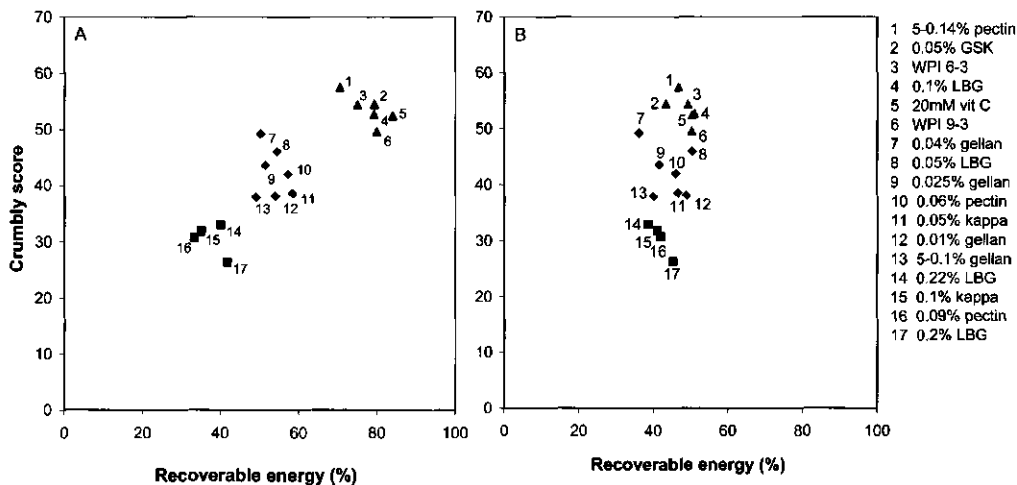 A
Crumbly score
70
60
50
40
30
20
10
0
1
3
2
4
5
6
7
8
9
10
13
12
11
14
15
16
17
0
20
40
60
80
100
Recoverable energy (%)
B
70
60
50
40
30
20
10
0
1
2
3
5
4
6
7
8
9
10
13
11
12
14
15
16
17
0
20
40
60
80
100
Recoverable energy (%)
1 5-0.14% pectin
2 0.05% GSK
3 WPI 6-3
4 0.1% LBG
5 20mM vit C
6 WPI 9-3
7 0.04% gellan
8 0.05% LBG
9 0.025% gellan
10 0.06% pectin
11 0.05% kappa
12 0.01% gellan
13 5-0.1% gellan
14 0.22% LBG
15 0.1% kappa
16 0.09% pectin
17 0.2% LBG